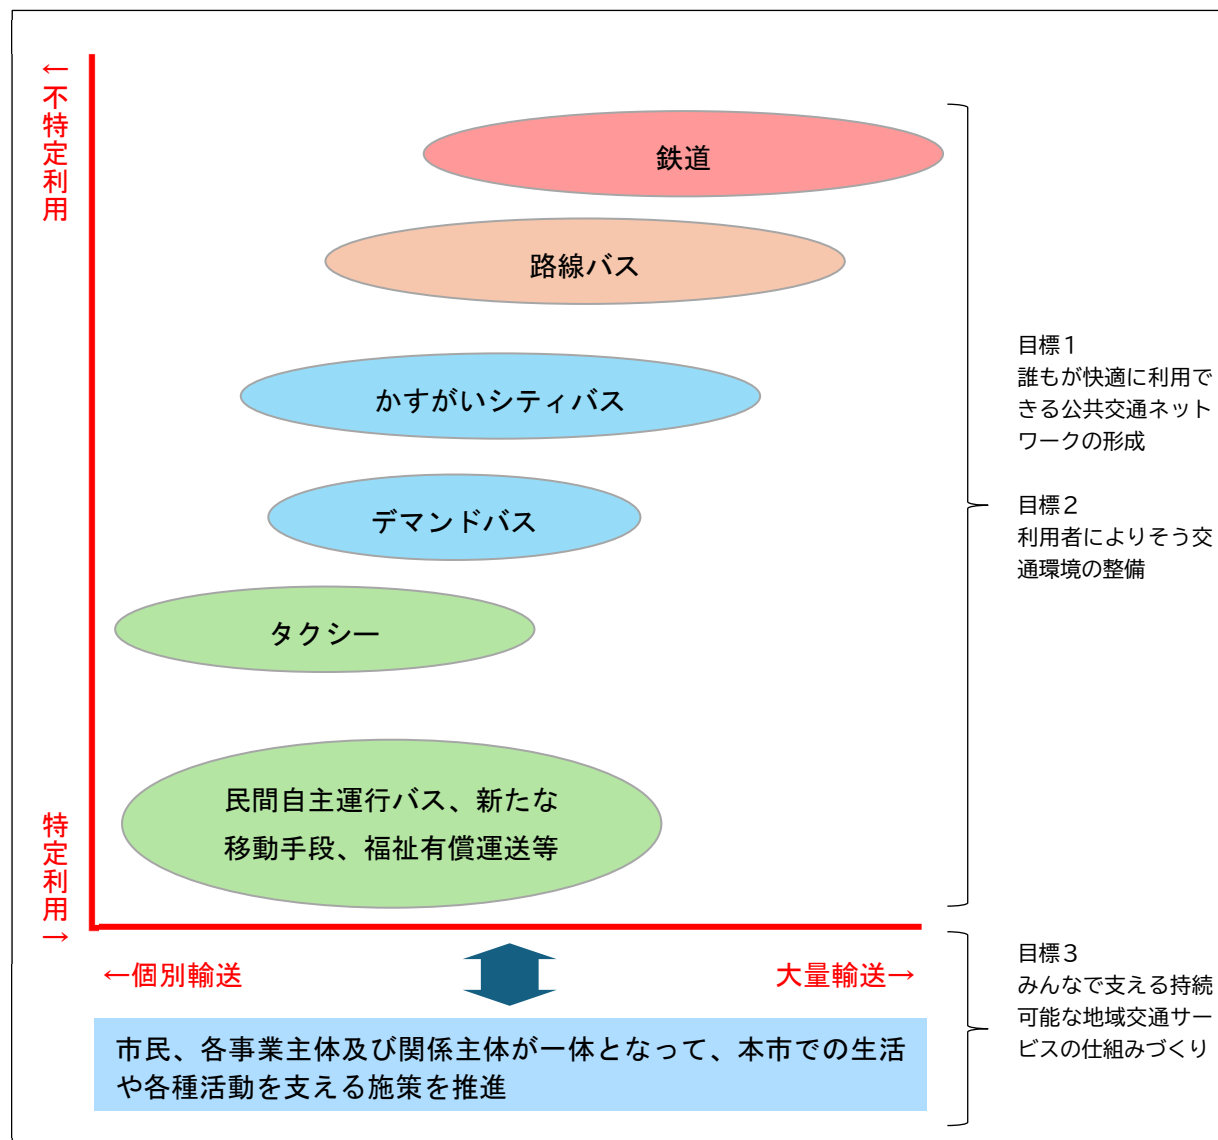 ←不特定利用
鉄道
路線バス
かすがいシティバス
デマンドバス
タクシー
民間自主運行バス、新たな
移動手段、福祉有償運送等
特定利用→
←個別輸送
大量輸送→
市民、各事業主体及び関係主体が一体となって、本市での生活
や各種活動を支える施策を推進
目標１
誰もが快適に利用で
きる公共交通ネット
ワークの形成
目標２
利用者によりそう交
通環境の整備
目標３
みんなで支える持続
可能な地域交通サー
ビスの仕組みづくり